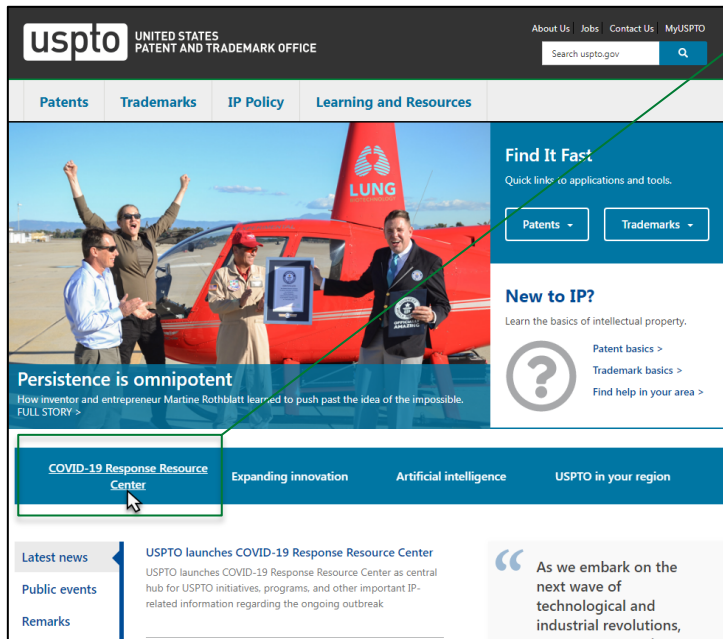 uspto
UNITED STATES
PATENT AND TRADEMARK OFFICE
About Us
Jobs
Contact Us
MyUSPTO
Search uspto.gov
Patents
Trademarks
IP Policy
Learning and Resources
LUNG
Persistence is omnipotent
How inventor and entrepreneur Martine Rothblatt learned to push past the idea of the impossible.
FULL STORY >
Find It Fast
Quick links to applications and tools.
Patents
Trademarks
New to IP?
Learn the basics of intellectual property.
Patent basics >
Trademark basics >
Find help in your area >
COVID-19 Response Resource
Center
Expanding innovation
Artificial intelligence
USPTO in your region
Latest news
Public events
Remarks
USPTO launches COVID-19 Response Resource Center
USPTO launches COVID-19 Response Resource Center as central
hub for USPTO initiatives, programs, and other important IP-
related information regarding the ongoing outbreak
“
As we embark on the
next wave of
technological and
industrial revolutions,